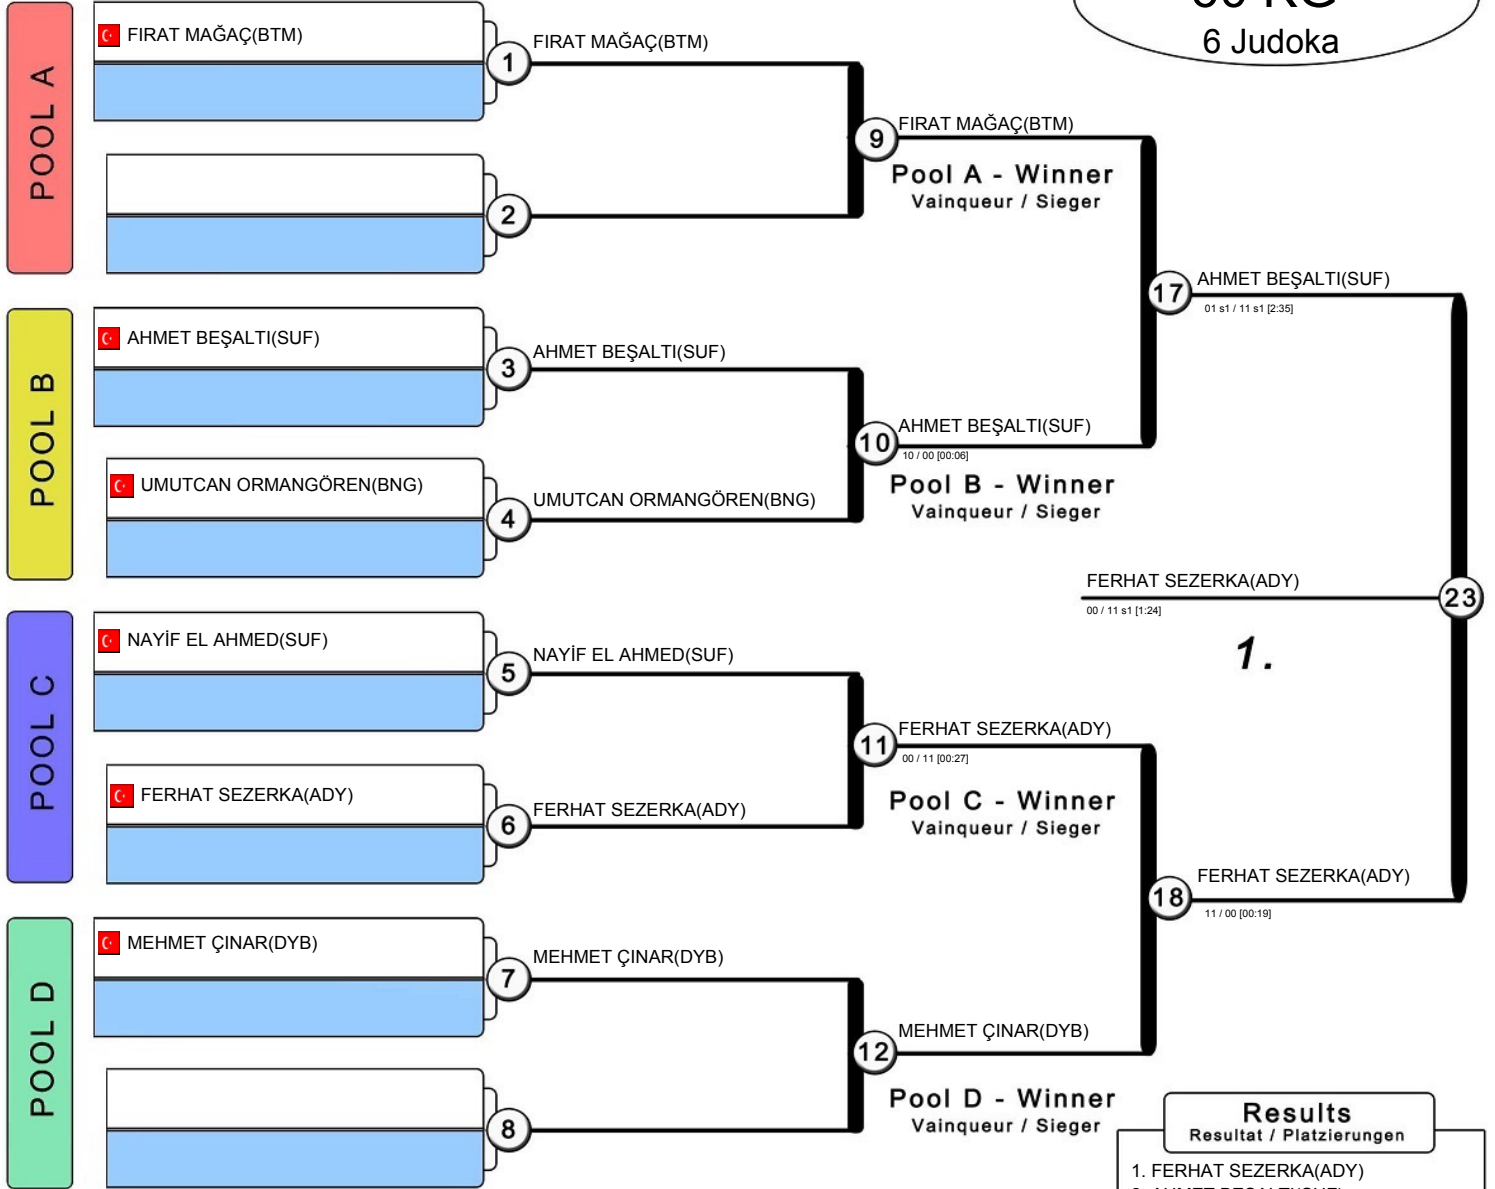 6 Judoka
POOL A
FIRAT MAĞAÇ(BTM)
1
FIRAT MAĞAÇ(BTM)
2
9
FIRAT MAĞAÇ(BTM)
Pool A - Winner
Vainqueur / Sieger
POOL B
AHMET BEŞALTI(SUF)
3
AHMET BEŞALTI(SUF)
UMUTCAN ORMANGÖREN(BNG)
4
UMUTCAN ORMANGÖREN(BNG)
10
AHMET BEŞALTI(SUF)
10 / 00 [00:06]
Pool B - Winner
Vainqueur / Sieger
17
AHMET BEŞALTI(SUF)
01 s1 / 11 s1 [2:35]
FERHAT SEZERKA(ADY)
00 / 11 s1 [1:24]
23
1.
POOL C
NAYİF EL AHMED(SUF)
5
NAYİF EL AHMED(SUF)
FERHAT SEZERKA(ADY)
6
FERHAT SEZERKA(ADY)
11
FERHAT SEZERKA(ADY)
00 / 11 [00:27]
Pool C - Winner
Vainqueur / Sieger
18
FERHAT SEZERKA(ADY)
11 / 00 [00:19]
POOL D
MEHMET ÇINAR(DYB)
7
MEHMET ÇINAR(DYB)
8
12
MEHMET ÇINAR(DYB)
Pool D - Winner
Vainqueur / Sieger
Results
Resultat / Platzierungen
1. FERHAT SEZERKA(ADY)